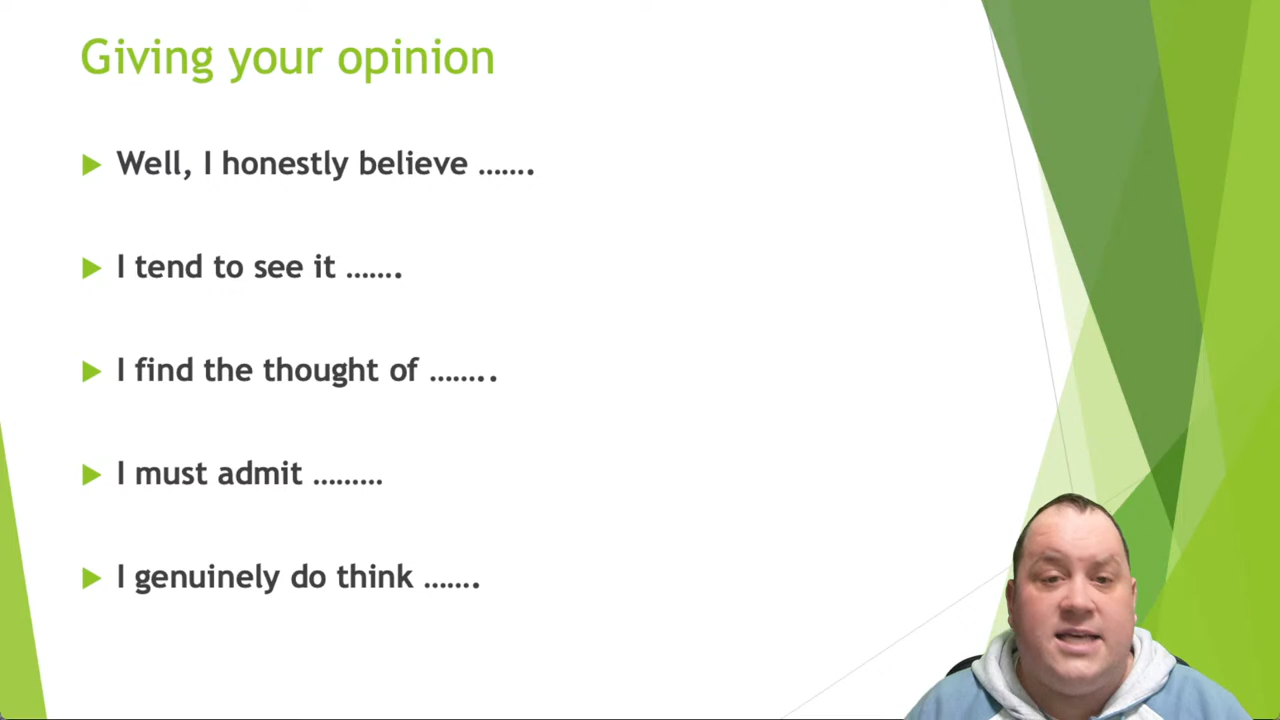 Giving your opinion
Well, I honestly believe …….
I tend to see it …….
I find the thought of ……..
I must admit ………
I genuinely do think …….